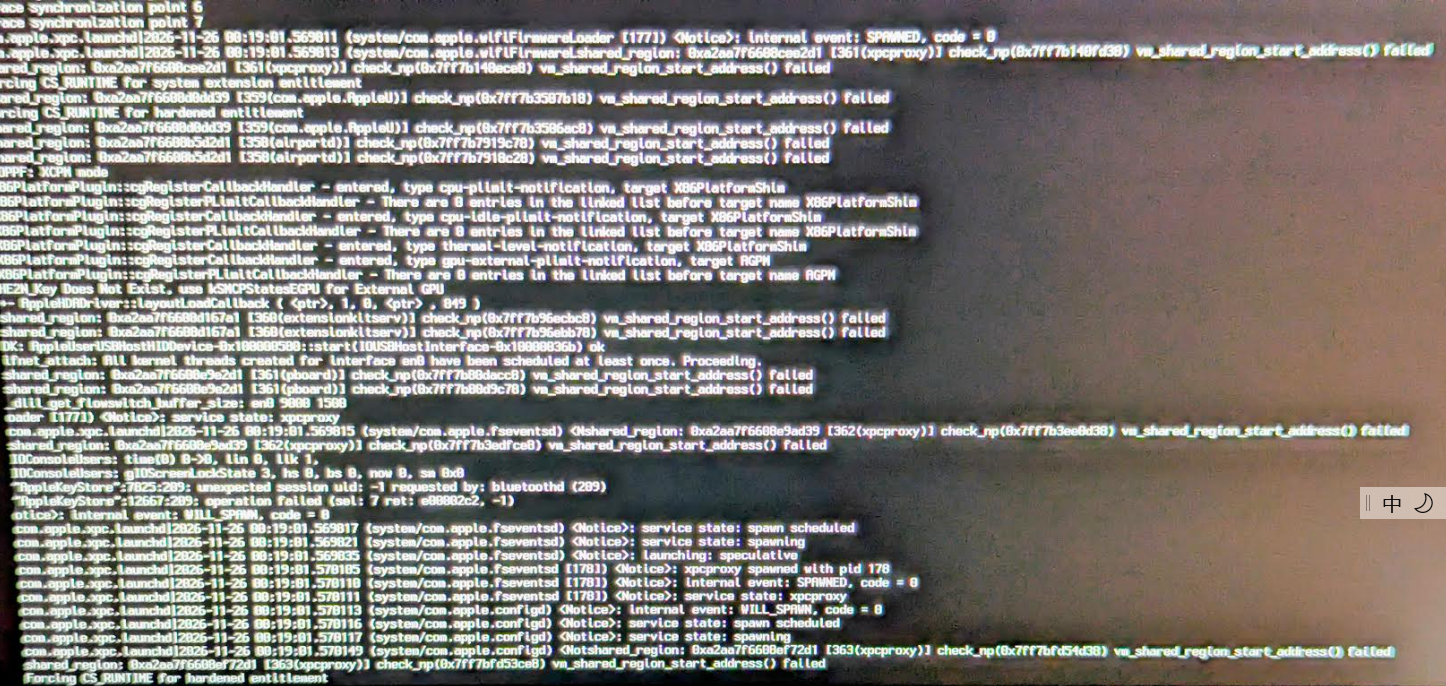 ace synchronization point 6
ace synchronization point 7
.apple.xpc.launchd|2026-11-26 00:19:01.569811 (system/com.apple.wifiFirmwareLoader [177]) <Notice>: internal event: SPAWNED, code = 0
.apple.xpc.launchd|2026-11-26 00:19:01.569813 (system/com.apple.wifiFirmwareLshared_region: 0xa2aa7f6608cee2d1 [361(xpcproxy)] check_np(0x7ff7b140fd38) vm_shared_region_start_address() failed
ared_region: 0xa2aa7f6608cee2d1 [361(xpcproxy)] check_np(0x7ff7b140ece8) vm_shared_region_start_address() failed
rcing CS_RUNTIME for system extension entitlement
ared_region: 0xa2aa7f6608d0dd39 [359(com.apple.AppleU)] check_np(0x7ff7b3507b18) vm_shared_region_start_address() failed
rcing CS_RUNTIME for hardened entitlement
ared_region: 0xa2aa7f6608d0dd39 [359(com.apple.AppleU)] check_np(0x7ff7b3506ac8) vm_shared_region_start_address() failed
ared_region: 0xa2aa7f6608b5d2d1 [350(airportd)] check_np(0x7ff7b7919c78) vm_shared_region_start_address() failed
ared_region: 0xa2aa7f6608b5d2d1 [350(airportd)] check_np(0x7ff7b7918c28) vm_shared_region_start_address() failed
OPPF: XCPM mode
86PlatformPlugin::cgRegisterCallbackHandler - entered, type cpu-plimit-notification, target X86PlatformShim
86PlatformPlugin::cgRegisterPLimitCallbackHandler - There are 0 entries in the linked list before target name X86PlatformShim
X86PlatformPlugin::cgRegisterCallbackHandler - entered, type cpu-idle-plimit-notification, target X86PlatformShim
X86PlatformPlugin::cgRegisterPLimitCallbackHandler - There are 0 entries in the linked list before target name X86PlatformShim
X86PlatformPlugin::cgRegisterCallbackHandler - entered, type thermal-level-notification, target X86PlatformShim
X86PlatformPlugin::cgRegisterCallbackHandler - entered, type gpu-external-plimit-notification, target AGPM
X86PlatformPlugin::cgRegisterPLimitCallbackHandler - There are 0 entries in the linked list before target name AGPM
HE2N_Key Does Not Exist, use kSMCPStatesEGPU for External GPU
+- AppleHDADriver::layoutLoadCallback ( <ptr>, 1, 0, <ptr> , 849 )
shared_region: 0xa2aa7f6608d167a1 [360(extensionkitserv)] check_np(0x7ff7b96ecbc8) vm_shared_region_start_address() failed
shared_region: 0xa2aa7f6608d167a1 [360(extensionkitserv)] check_np(0x7ff7b96ebb78) vm_shared_region_start_address() failed
DK: AppleUserUSBHostHIDDevice-0x100000500::start(IOUSBHostInterface-0x10000036b) ok
ifnet_attach: All kernel threads created for interface en0 have been scheduled at least once. Proceeding.
shared_region: 0xa2aa7f6608e9e2d1 [361(pboard)] check_np(0x7ff7b80dacc8) vm_shared_region_start_address() failed
shared_region: 0xa2aa7f6608e9e2d1 [361(pboard)] check_np(0x7ff7b80d9c78) vm_shared_region_start_address() failed
_dlil_get_flowswitch_buffer_size: en0 9000 1500
oader [177]) <Notice>: service state: xpcproxy
com.apple.xpc.launchd|2026-11-26 00:19:01.569815 (system/com.apple.fseventsd) <Nshared_region: 0xa2aa7f6608e9ad39 [362(xpcproxy)] check_np(0x7ff7b3ee0d38) vm_shared_region_start_address() failed
shared_region: 0xa2aa7f6608e9ad39 [362(xpcproxy)] check_np(0x7ff7b3edfce8) vm_shared_region_start_address() failed
IOConsoleUsers: time(0) 0->0, lin 0, llk 1,
IOConsoleUsers: gIOScreenLockState 3, hs 0, bs 0, now 0, sm 0x0
"AppleKeyStore":7825:209: unexpected session uid: -1 requested by: bluetoothd (209)
"AppleKeyStore":12667:209: operation failed (sel: 7 ret: e00002c2, -1)
otice>: internal event: WILL_SPAWN, code = 0
com.apple.xpc.launchd|2026-11-26 00:19:01.569817 (system/com.apple.fseventsd) <Notice>: service state: spawn scheduled
com.apple.xpc.launchd|2026-11-26 00:19:01.569821 (system/com.apple.fseventsd) <Notice>: service state: spawning
com.apple.xpc.launchd|2026-11-26 00:19:01.569835 (system/com.apple.fseventsd) <Notice>: launching: speculative
com.apple.xpc.launchd|2026-11-26 00:19:01.570105 (system/com.apple.fseventsd [178]) <Notice>: xpcproxy spawned with pid 178
com.apple.xpc.launchd|2026-11-26 00:19:01.570110 (system/com.apple.fseventsd [178]) <Notice>: internal event: SPAWNED, code = 0
com.apple.xpc.launchd|2026-11-26 00:19:01.570111 (system/com.apple.fseventsd [178]) <Notice>: service state: xpcproxy
com.apple.xpc.launchd|2026-11-26 00:19:01.570113 (system/com.apple.configd) <Notice>: internal event: WILL_SPAWN, code = 0
com.apple.xpc.launchd|2026-11-26 00:19:01.570116 (system/com.apple.configd) <Notice>: service state: spawn scheduled
com.apple.xpc.launchd|2026-11-26 00:19:01.570117 (system/com.apple.configd) <Notice>: service state: spawning
com.apple.xpc.launchd|2026-11-26 00:19:01.570149 (system/com.apple.configd) <Notshared_region: 0xa2aa7f6608ef72d1 [363(xpcproxy)] check_np(0x7ff7bfd54d38) vm_shared_region_start_address() failed
shared_region: 0xa2aa7f6608ef72d1 [363(xpcproxy)] check_np(0x7ff7bfd53ce8) vm_shared_region_start_address() failed
Forcing CS_RUNTIME for hardened entitlement
中